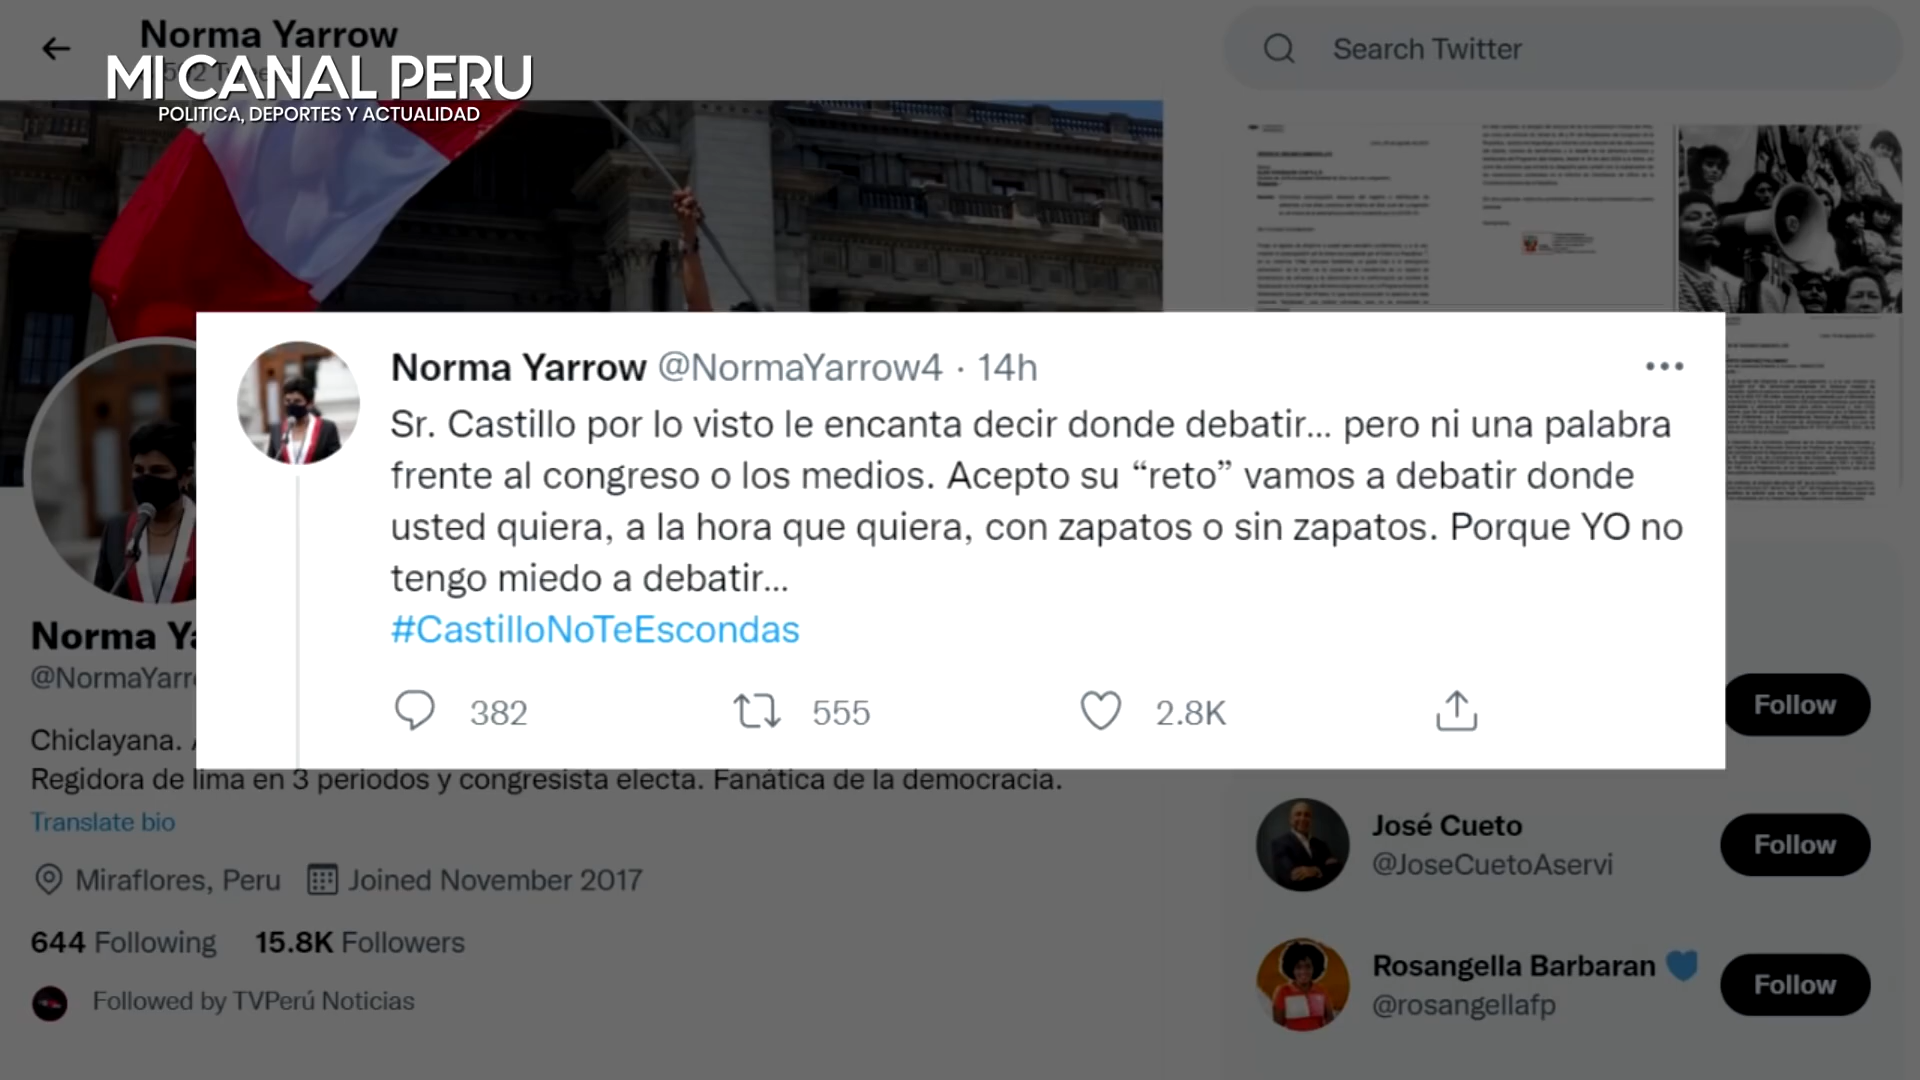 Norma Yarrow
MI CANAL PERU
POLITICA, DEPORTES Y ACTUALIDAD
Search Twitter
Norma Yarrow @NormaYarrow4 · 14h
Sr. Castillo por lo visto le encanta decir donde debatir... pero ni una palabra
frente al congreso o los medios. Acepto su “reto” vamos a debatir donde
usted quiera, a la hora que quiera, con zapatos o sin zapatos. Porque YO no
tengo miedo a debatir...
#CastilloNoTeEscondas
382 555 2.8K
Norma
Chiclayana.
Regidora de lima en 3 periodos y congresista electa. Fanática de la democracia.
Translate bio
Miraflores, Peru Joined November 2017
644 Following 15.8K Followers
Followed by TVPerú Noticias
Follow
José Cueto
@JoseCuetoAservi
Follow
Rosangella Barbaran
@rosangellafp
Follow